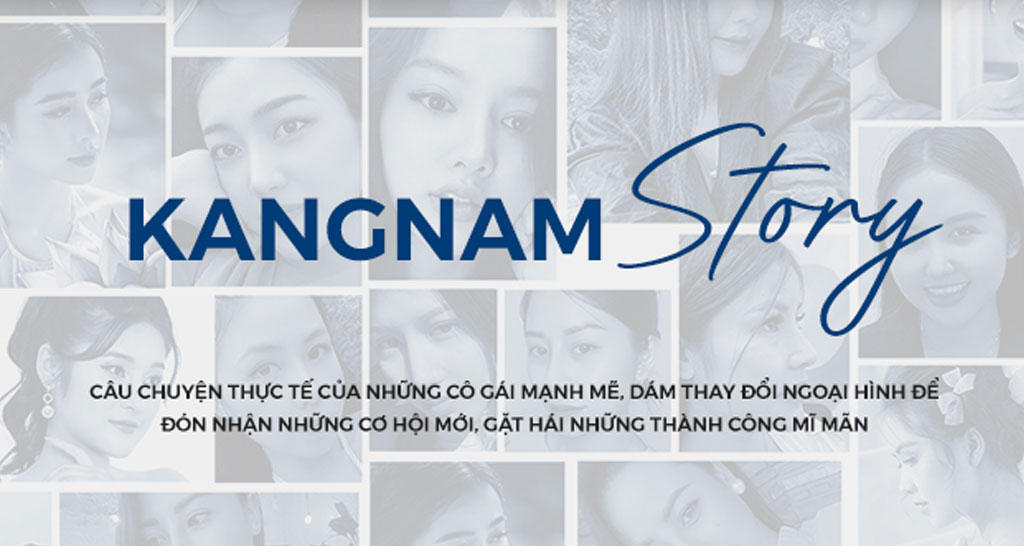 KANGNAM Story
CÂU CHUYỆN THỰC TẾ CỦA NHỮNG CÔ GÁI MẠNH MẼ, DÁM THAY ĐỔI NGOẠI HÌNH ĐỂ
ĐÓN NHẬN NHỮNG CƠ HỘI MỚI, GẶT HÁI NHỮNG THÀNH CÔNG MĨ MÃN